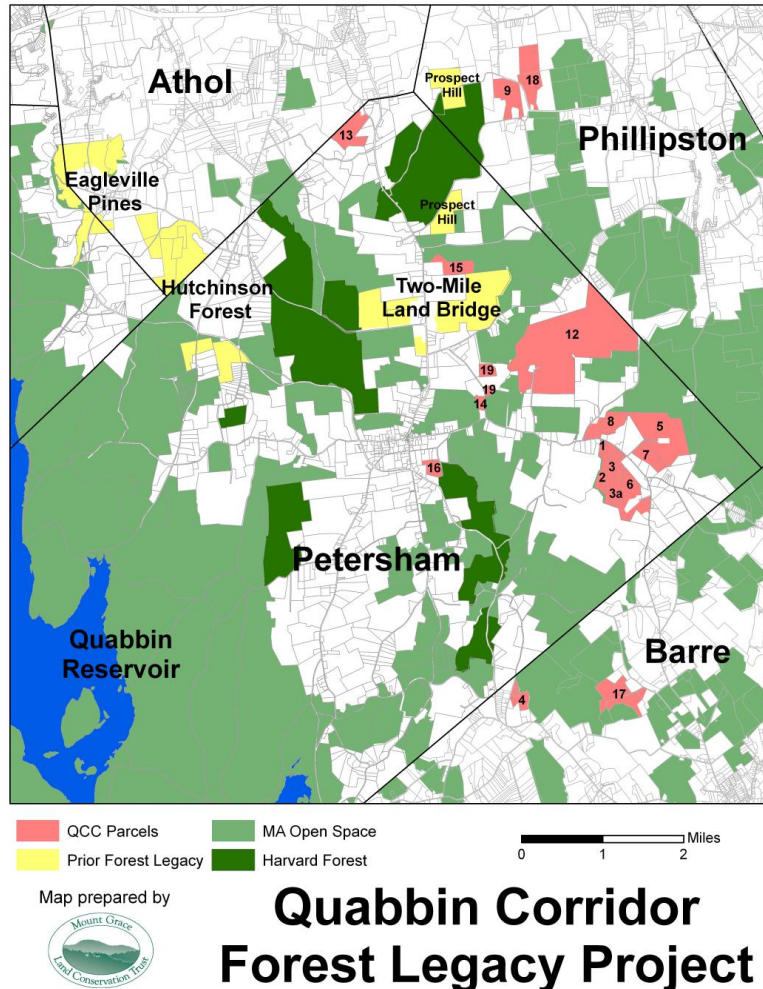 Athol
Prospect
Hill
9
18
13
Phillipston
Eagleville
Pines
Prospect
Hill
15
Hutchinson
Forest
Two-Mile
Land Bridge
12
19
19
14
8
5
1
7
3
2
6
3a
16
Petersham
Quabbin
Reservoir
Barre
4
17
QCC Parcels
MA Open Space
Prior Forest Legacy
Harvard Forest
Miles
0 1 2
Map prepared by
Mount Grace
Land Conservation Trust
Quabbin Corridor
Forest Legacy Project